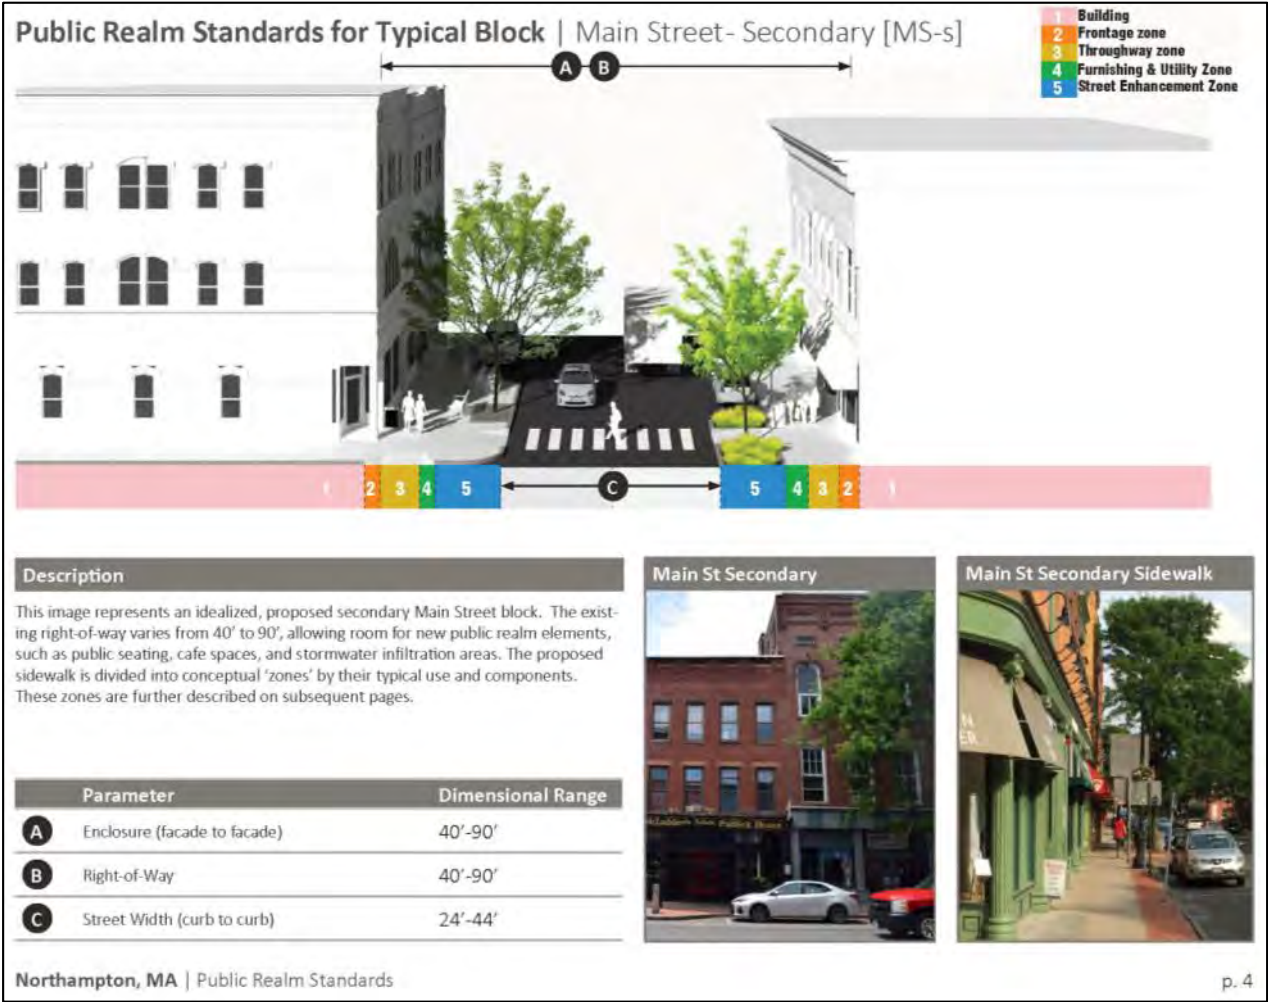 Public Realm Standards for Typical Block | Main Street- Secondary [MS-s]
1 Building
2 Frontage zone
3 Throughway zone
4 Furnishing & Utility Zone
5 Street Enhancement Zone
A B
1 2 3 4 5 C 5 4 3 2 1
Description
This image represents an idealized, proposed secondary Main Street block. The exist-
ing right-of-way varies from 40' to 90', allowing room for new public realm elements,
such as public seating, cafe spaces, and stormwater infiltration areas. The proposed
sidewalk is divided into conceptual 'zones' by their typical use and components.
These zones are further described on subsequent pages.
Parameter Dimensional Range
A Enclosure (facade to facade) 40'-90'
B Right-of-Way 40'-90'
C Street Width (curb to curb) 24'-44'
Main St Secondary
Main St Secondary Sidewalk
N
ER
Northampton, MA | Public Realm Standards
p. 4